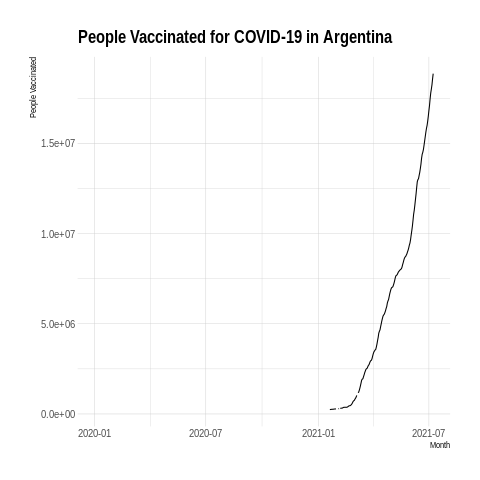 People Vaccinated for COVID-19 in Argentina
People Vaccinated
1.5e+07
1.0e+07
5.0e+06
0.0e+00
2020-01 2020-07 2021-01 2021-07
Month